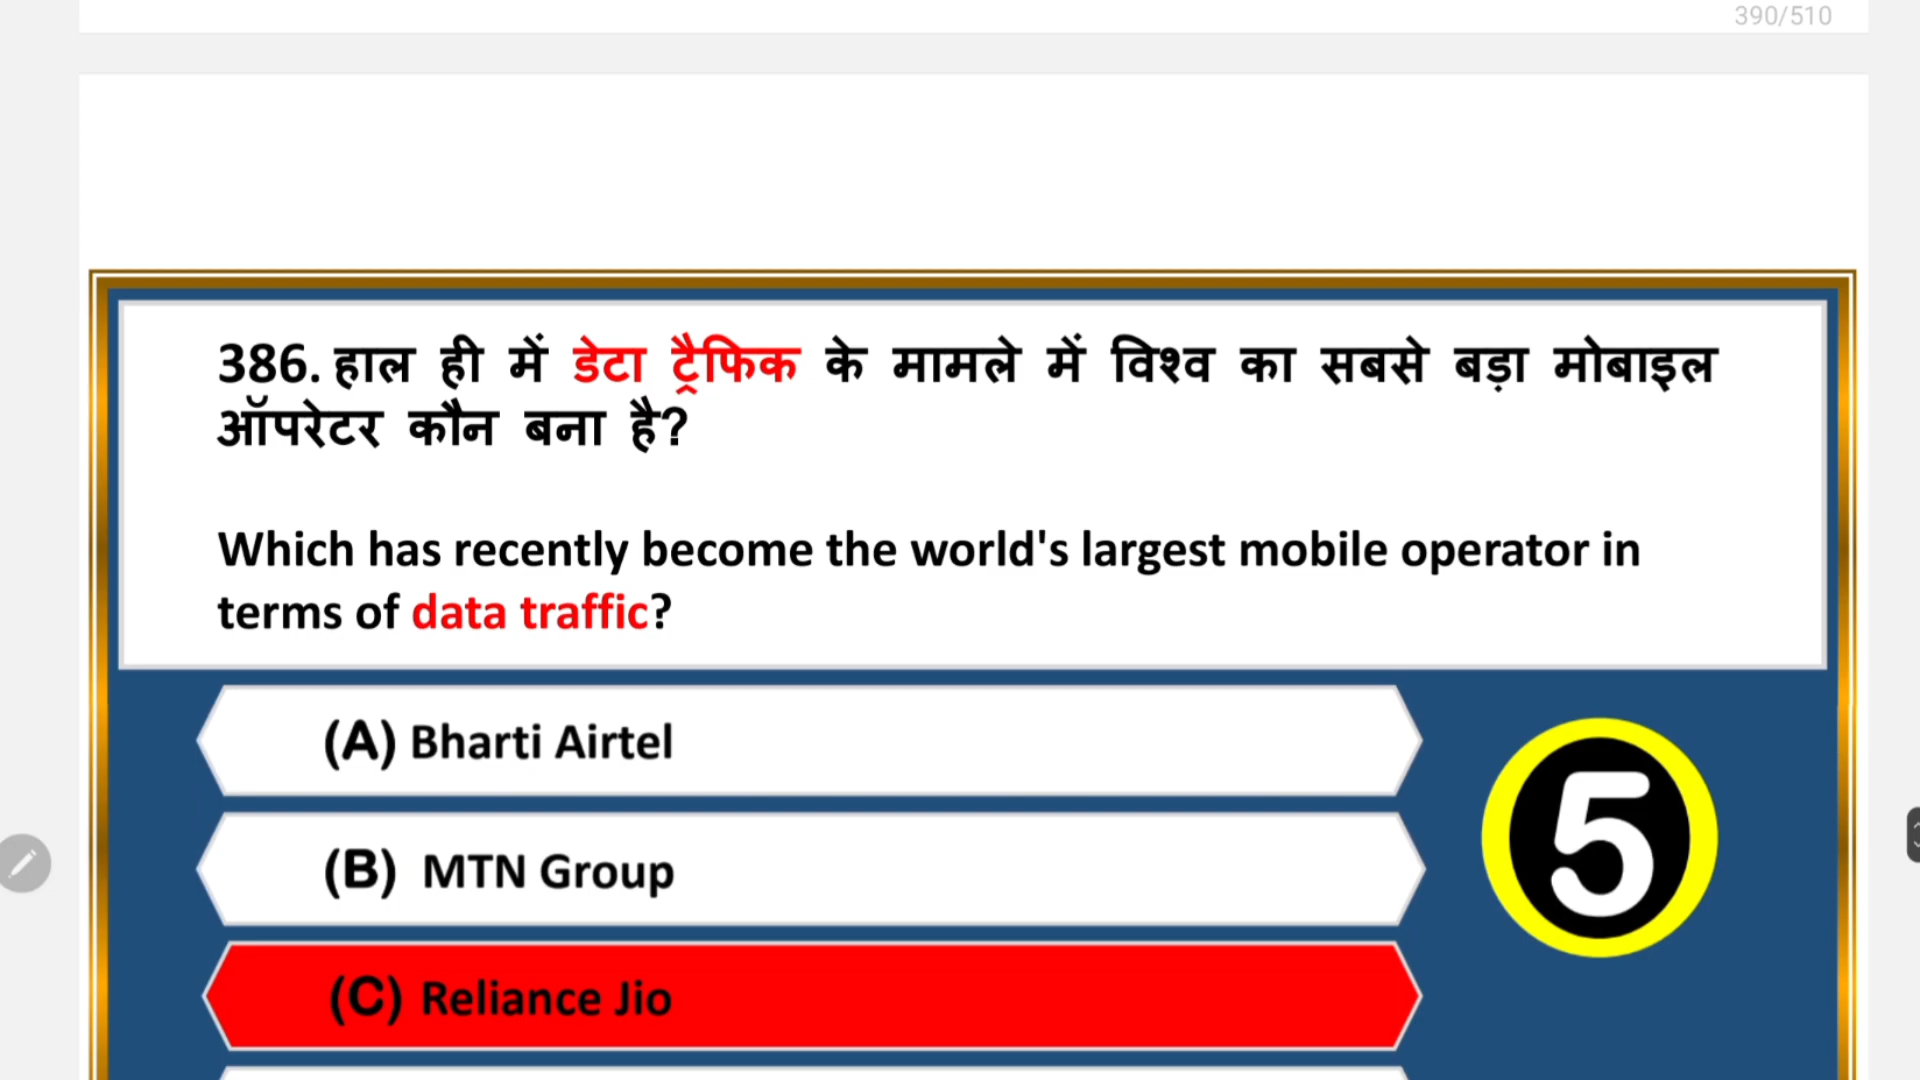 390/510
386. हाल ही में डेटा ट्रैफिक के मामले में विश्व का सबसे बड़ा मोबाइल
ऑपरेटर कौन बना है?
Which has recently become the world's largest mobile operator in
terms of data traffic?
(A) Bharti Airtel
(B) MTN Group
(C) Reliance Jio
5